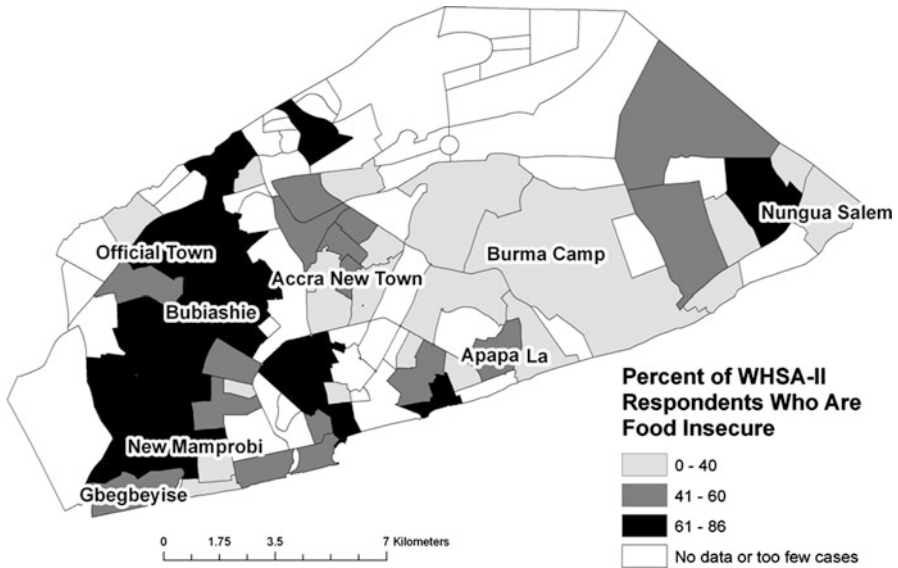 Nungua Salem
Official Town
Burma Camp
Accra New Town
Bubiashie
Apapa La
New Mamprobi
Gbegbeyise
Percent of WHSA-II
Respondents Who Are
Food Insecure
0 - 40
41 - 60
61 - 86
No data or too few cases
0 1.75 3.5 7 Kilometers